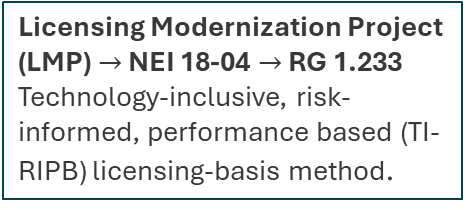 Licensing Modernization Project
(LMP) → NEI 18-04 → RG 1.233
Technology-inclusive, risk-
informed, performance based (TI-
RIPB) licensing-basis method.